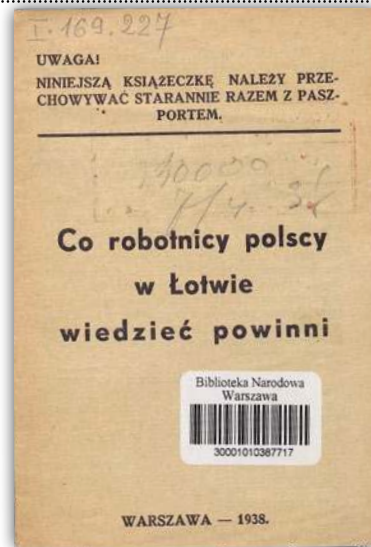 I. 169.227
UWAGA!
NINIEJSZĄ KSIĄŻECZKĘ NALEŻY PRZE-
CHOWYWAĆ STARANNIE RAZEM Z PASZ-
PORTEM.
Co robotnicy polscy
w Łotwie
wiedzieć powinni
Biblioteka Narodowa
Warszawa
30001010387717
WARSZAWA — 1938.